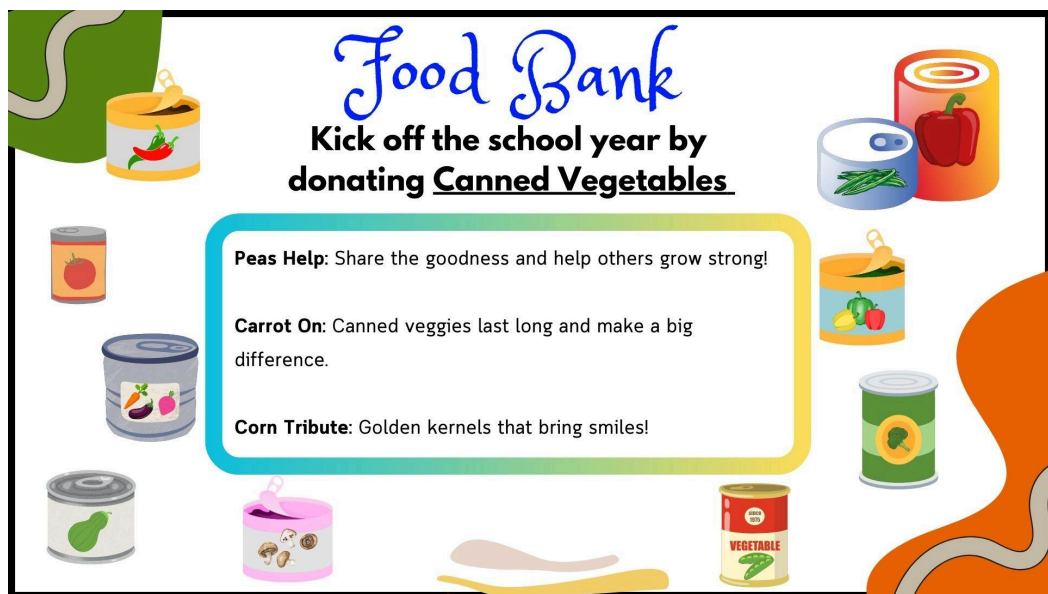 Food Bank
Kick off the school year by
donating Canned Vegetables
Peas Help: Share the goodness and help others grow strong!
Carrot On: Canned veggies last long and make a big
difference.
Corn Tribute: Golden kernels that bring smiles!
SINCE
1970
VEGETABLE